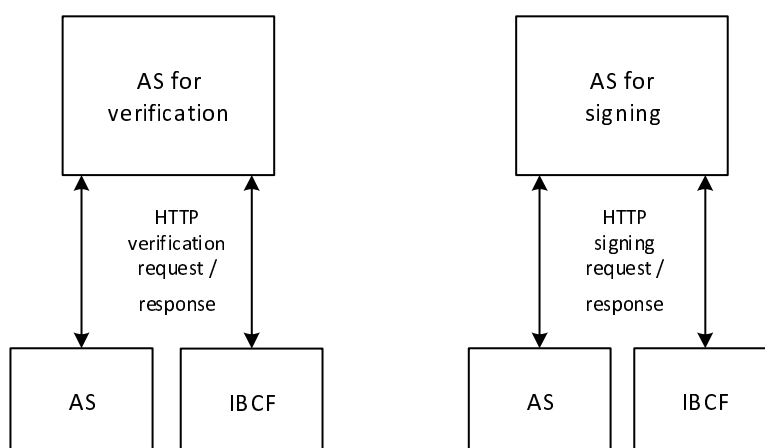 AS for
verification
AS for
signing
HTTP
verification
request /
response
HTTP
signing
request /
response
AS
IBCF
AS
IBCF